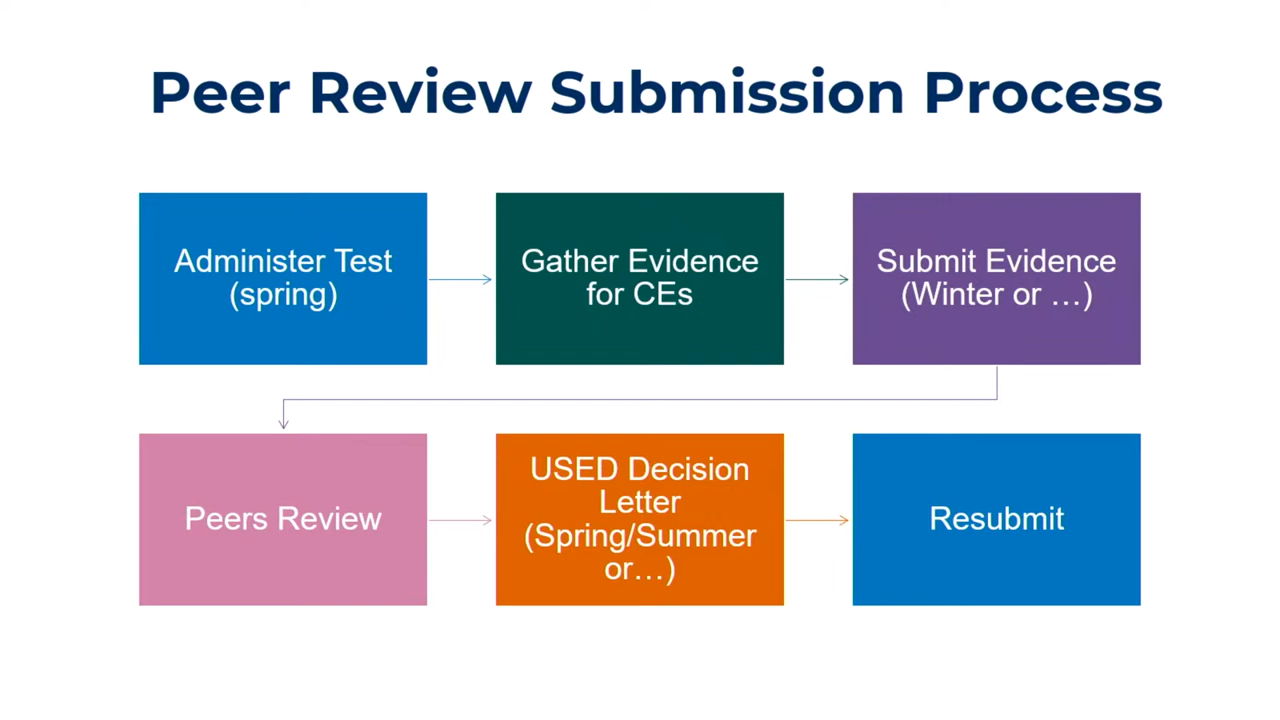 Peer Review Submission Process
Administer Test
(spring)
Gather Evidence
for CEs
Submit Evidence
(Winter or …)
Peers Review
USED Decision
Letter
(Spring/Summer
or…)
Resubmit